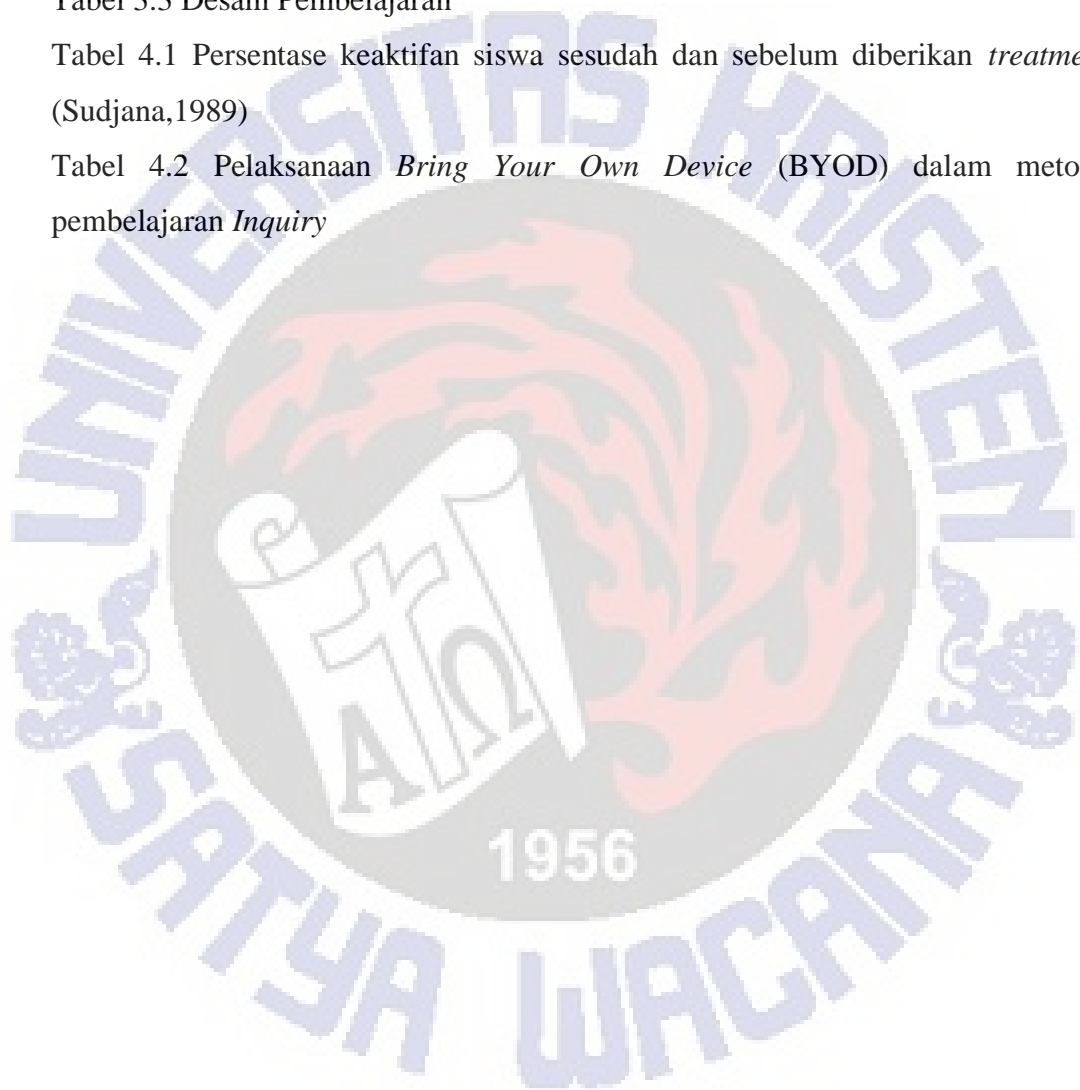 Tabel 3.3 Desain Pembelajaran
Tabel 4.1 Persentase keaktifan siswa sesudah dan sebelum diberikan treatme
(Sudjana,1989)
Tabel 4.2 Pelaksanaan Bring Your Own Device (BYOD) dalam meto
pembelajaran Inquiry
UNIVERSITAS KRISTEN
Α Ω
1956
SATYA WACANA